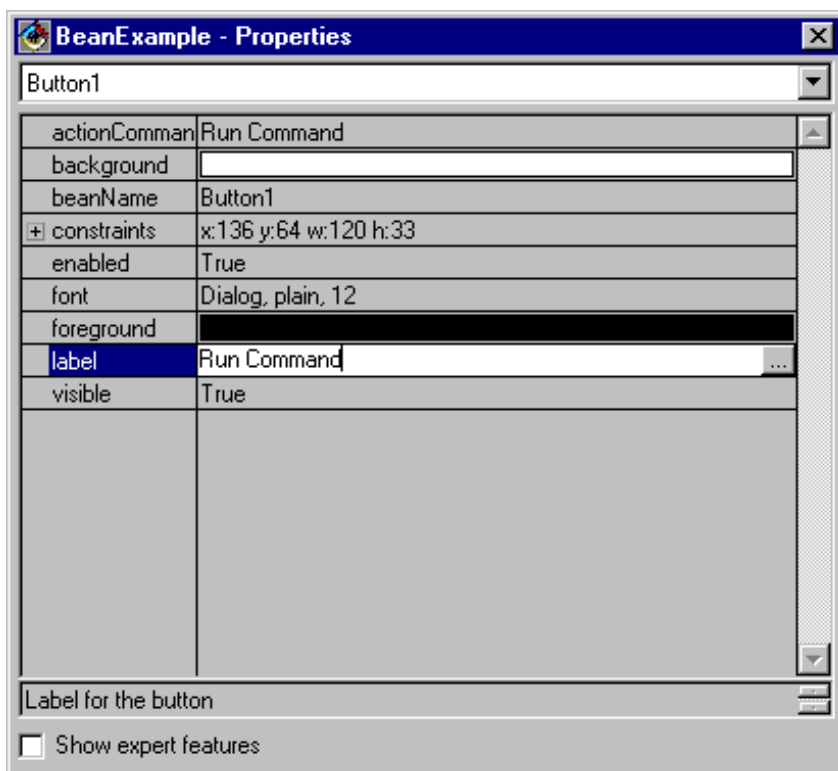 BeanExample - Properties
Button1
actionComman Run Command
background
beanName Button1
constraints x:136 y:64 w:120 h:33
enabled True
font Dialog, plain, 12
foreground
label Run Command ...
visible True
Label for the button
Show expert features